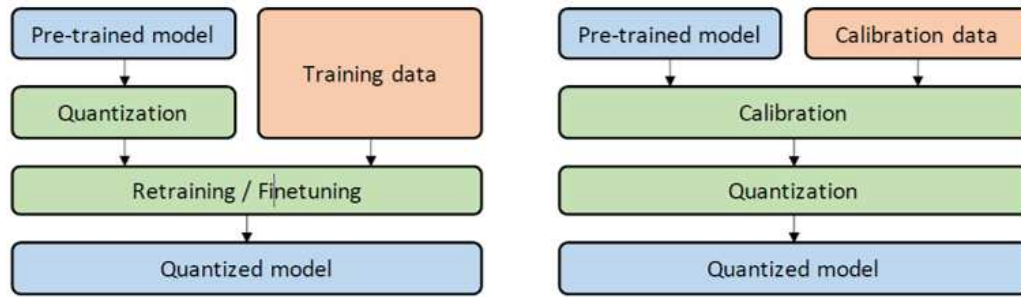 Pre-trained model
Training data
Quantization
Retraining / Finetuning
Quantized model
Pre-trained model
Calibration data
Calibration
Quantization
Quantized model